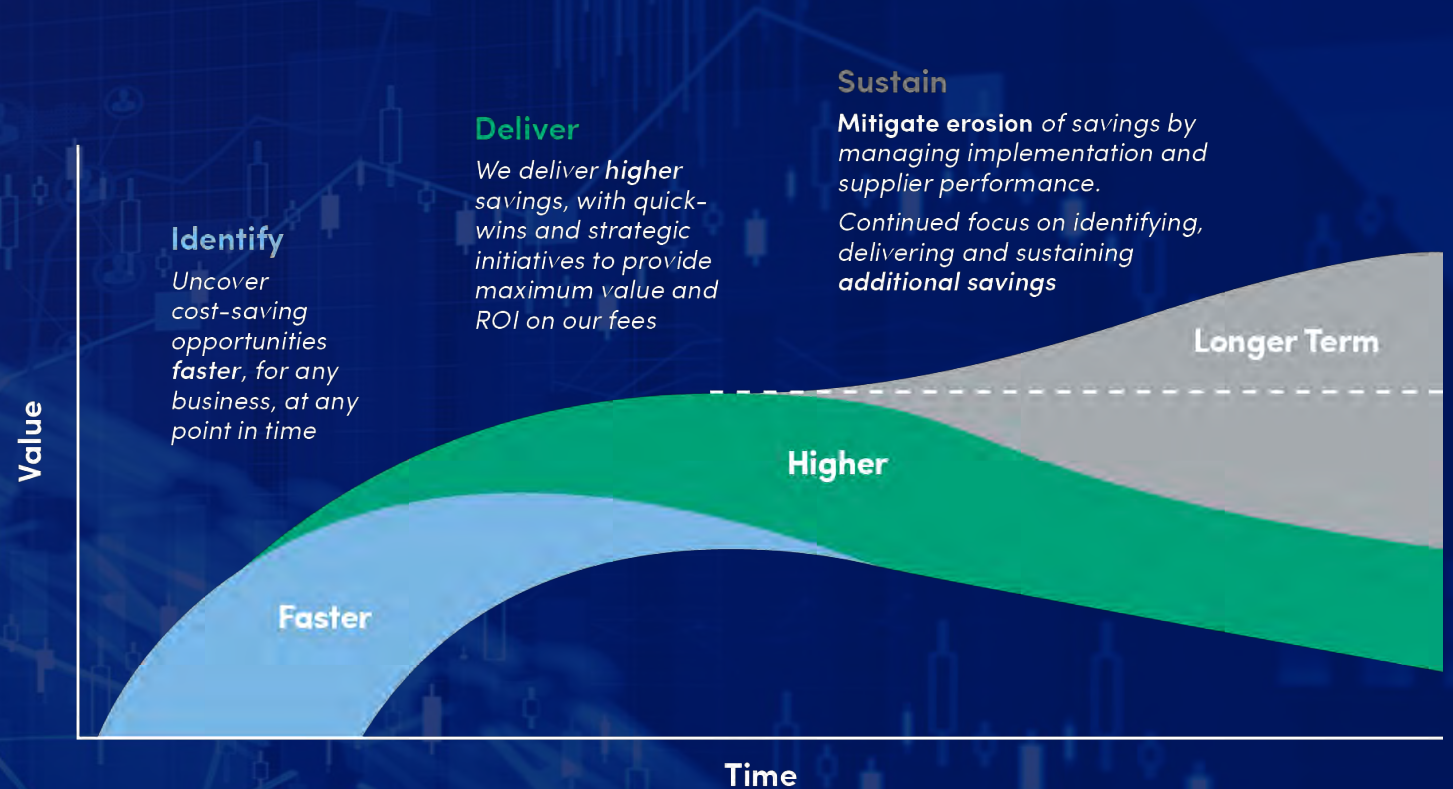 Sustain
Mitigate erosion of savings by
managing implementation and
supplier performance.
Continued focus on identifying,
delivering and sustaining
additional savings
Deliver
We deliver higher
savings, with quick-
wins and strategic
initiatives to provide
maximum value and
ROI on our fees
Identify
Uncover
cost-saving
opportunities
faster, for any
business, at any
point in time
Longer Term
Higher
Faster
Value
Time